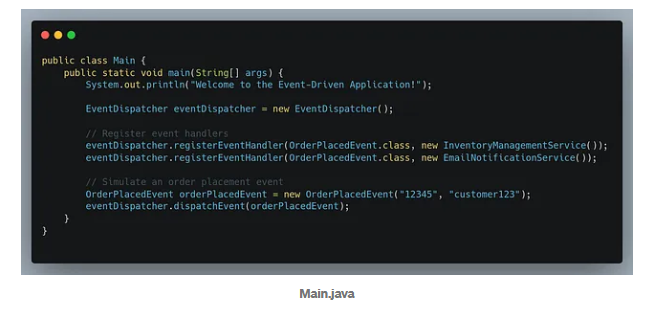 public class Main {
    public static void main(String[] args) {
        System.out.println("Welcome to the Event-Driven Application!");
        EventDispatcher eventDispatcher = new EventDispatcher();
        // Register event handlers
        eventDispatcher.registerEventHandler(OrderPlacedEvent.class, new InventoryManagementService());
        eventDispatcher.registerEventHandler(OrderPlacedEvent.class, new EmailNotificationService());
        // Simulate an order placement event
        OrderPlacedEvent orderPlacedEvent = new OrderPlacedEvent("12345", "customer123");
        eventDispatcher.dispatchEvent(orderPlacedEvent);
    }
}
Main.java